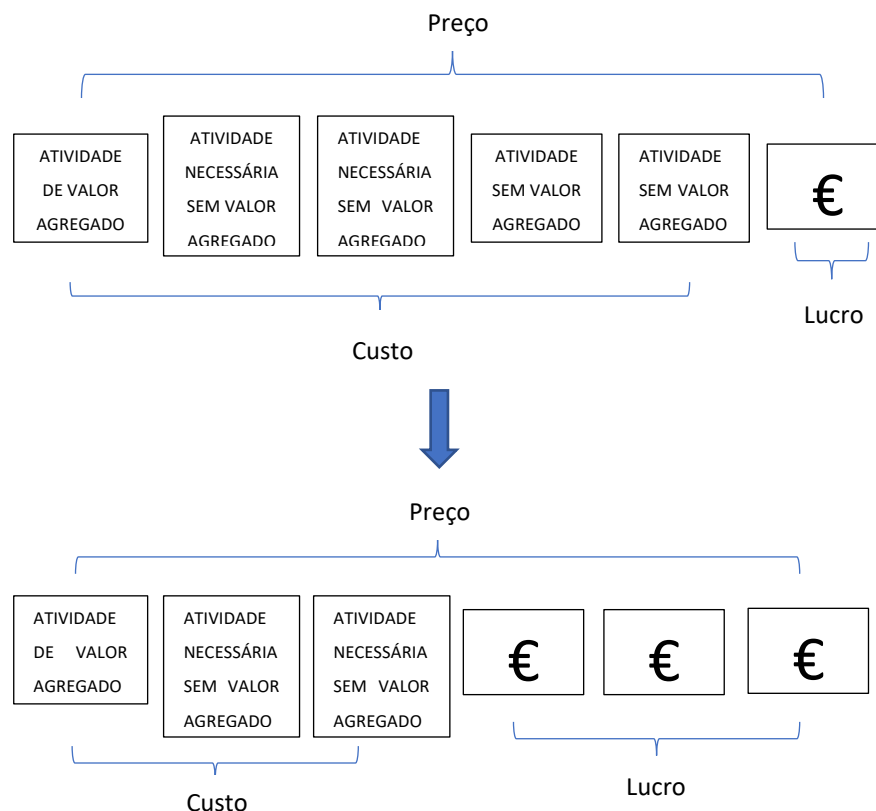 Preço
ATIVIDADE
DE VALOR
AGREGADO
ATIVIDADE
NECESSÁRIA
SEM VALOR
AGREGADO
ATIVIDADE
NECESSÁRIA
SEM VALOR
AGREGADO
ATIVIDADE
SEM VALOR
AGREGADO
ATIVIDADE
SEM VALOR
AGREGADO
€
Lucro
Custo
Preço
ATIVIDADE
DE VALOR
AGREGADO
ATIVIDADE
NECESSÁRIA
SEM VALOR
AGREGADO
ATIVIDADE
NECESSÁRIA
SEM VALOR
AGREGADO
€
€
€
Lucro
Custo